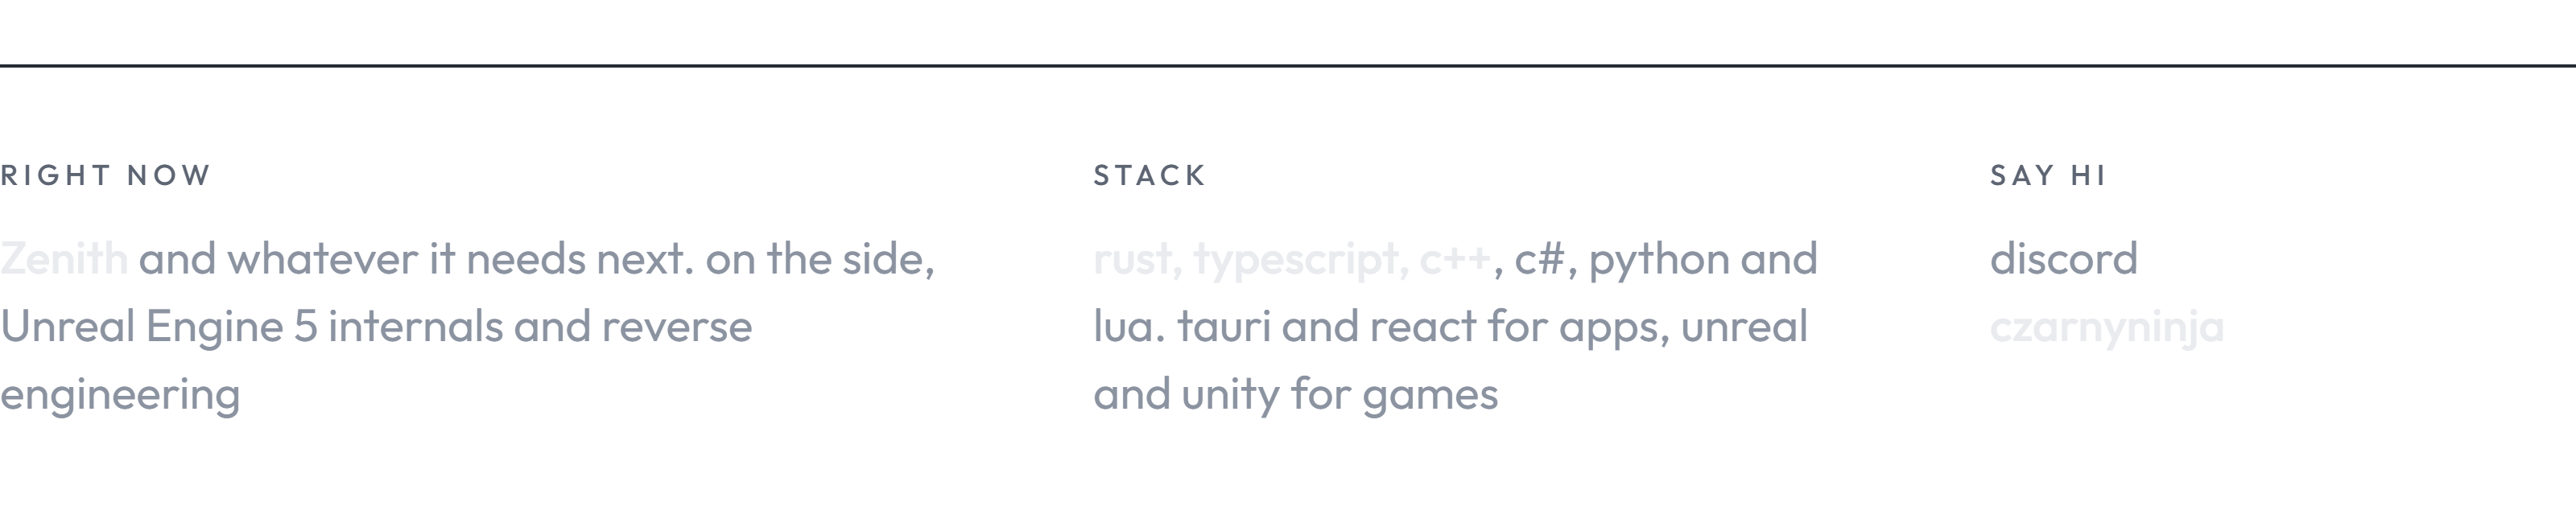 RIGHT NOW
Zenith and whatever it needs next. on the side,
Unreal Engine 5 internals and reverse
engineering
STACK
rust, typescript, c++, c#, python and
lua. tauri and react for apps, unreal
and unity for games
SAY HI
discord
czarnyninja